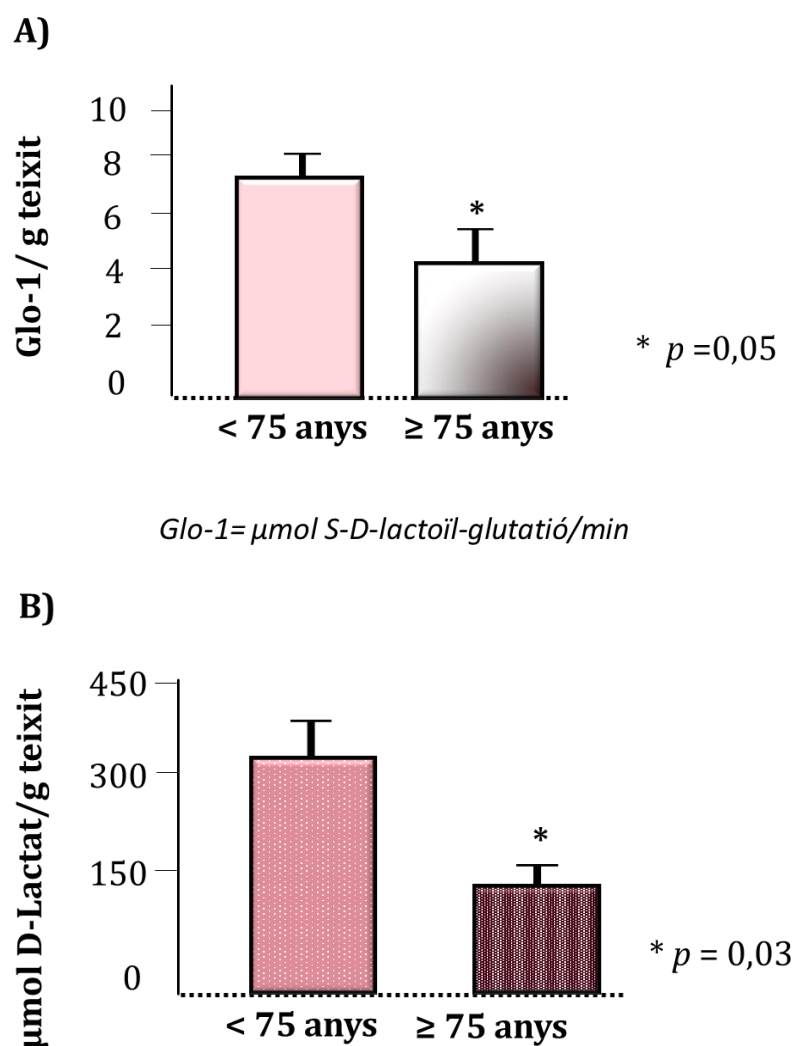 A)
Glo-1/ g teixit
10
8
6
4
2
0
*
* p =0,05
< 75 anys ≥ 75 anys
Glo-1= µmol S-D-lactoïl-glutatió/min
B)
µmol D-Lactat/g teixit
450
300
150
0
*
* p = 0,03
< 75 anys ≥ 75 anys